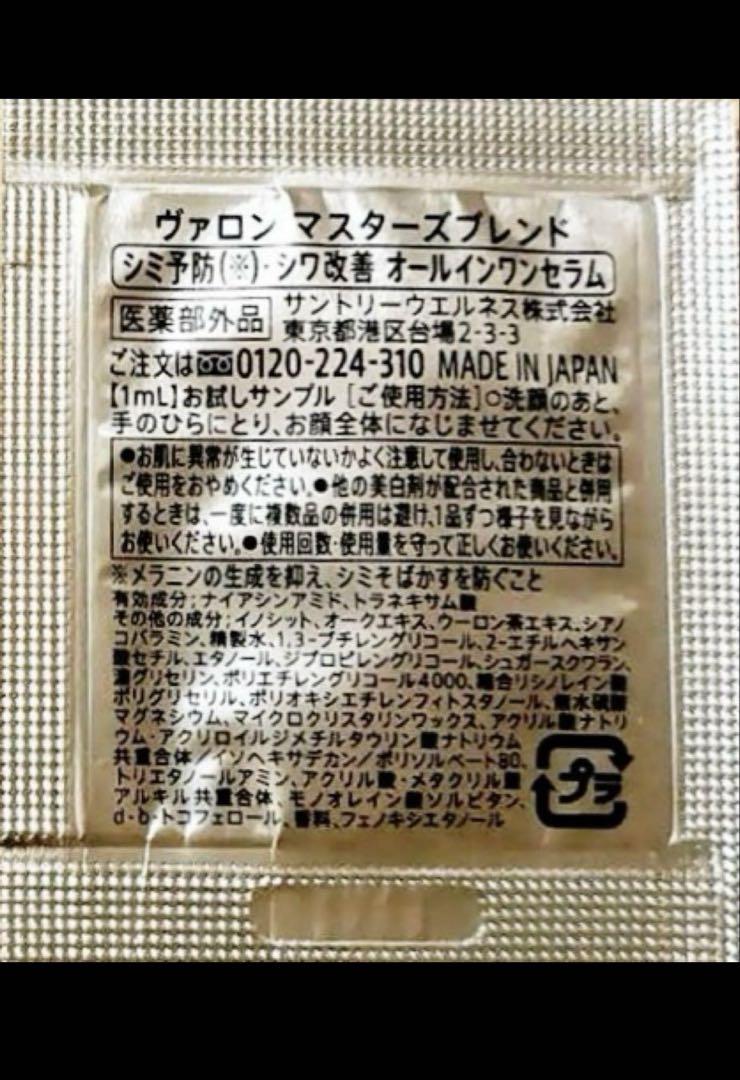 ヴァロン マスターズブレンド
シミ予防(※)・シワ改善 オールインワンセラム
医薬部外品 サントリーウエルネス株式会社
東京都港区台場2-3-3
ご注文は 0120-224-310 MADE IN JAPAN
【1mL】お試しサンプル [ご使用方法]○洗顔のあと、
手のひらにとり、お顔全体になじませてください。
●お肌に異常が生じていないかよく注意して使用し、合わないときは
ご使用をおやめください。●他の美白剤が配合された商品と併用
するときは、一度に複数品の併用は避け、1品ずつ様子を見ながら
お使いください。●使用回数・使用量を守って正しくお使いください。
※メラニンの生成を抑え、シミそばかすを防ぐこと
有効成分;ナイアシンアミド、トラネキサム酸
その他の成分;イノシット、オークエキス、ウーロン茶エキス、シアノ
コバラミン、精製水、1,3-ブチレングリコール、2-エチルヘキサン
酸セチル、エタノール、ジプロピレングリコール、シュガースクワラン、
濃グリセリン、ポリエチレングリコール4000、縮合リシノレイン酸
ポリグリセリル、ポリオキシエチレンフィトスタノール、無水硫酸
マグネシウム、マイクロクリスタリンワックス、アクリル酸ナトリ
ウム・アクリロイルジメチルタウリン酸ナトリウム
共重合体/イソヘキサデカン/ポリソルベート80、
トリエタノールアミン、アクリル酸・メタクリル酸
アルキル共重合体、モノオレイン酸ソルビタン、
d-δ-トコフェロール、香料、フェノキシエタノール
プラ